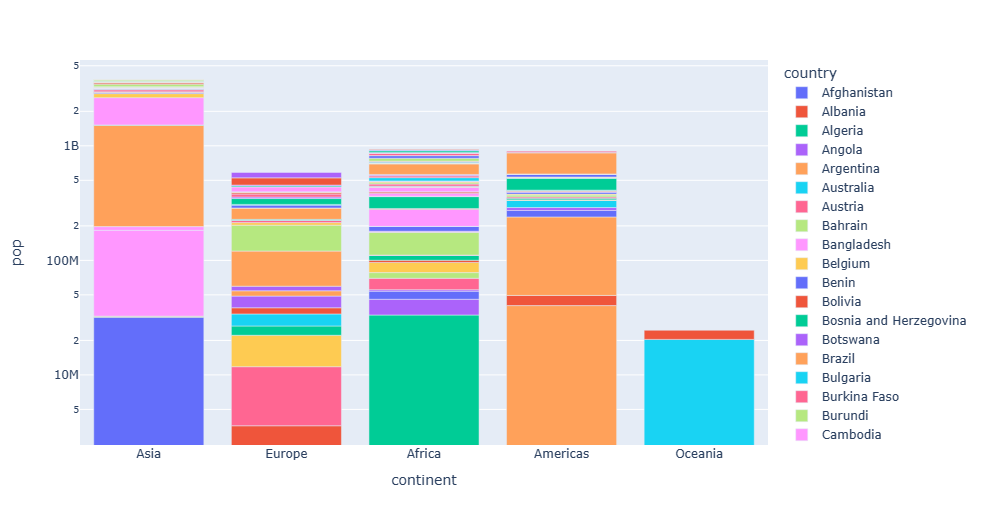 pop
5
2
1B
5
2
100M
5
2
10M
5
Asia
Europe
Africa
Americas
Oceania
continent
country
Afghanistan
Albania
Algeria
Angola
Argentina
Australia
Austria
Bahrain
Bangladesh
Belgium
Benin
Bolivia
Bosnia and Herzegovina
Botswana
Brazil
Bulgaria
Burkina Faso
Burundi
Cambodia